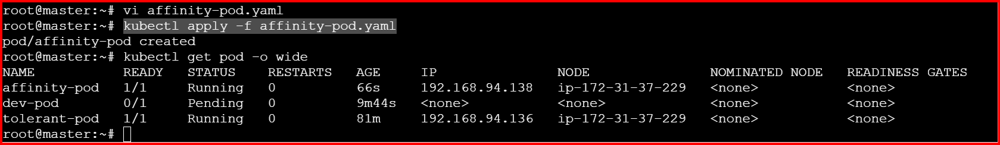 root@master:~# vi affinity-pod.yaml
root@master:~# kubectl apply -f affinity-pod.yaml
pod/affinity-pod created
root@master:~# kubectl get pod -o wide
NAME READY STATUS RESTARTS AGE IP NODE NOMINATED NODE READINESS GATES
affinity-pod 1/1 Running 0 66s 192.168.94.138 ip-172-31-37-229 <none> <none>
dev-pod 0/1 Pending 0 9m44s <none> <none> <none> <none>
tolerant-pod 1/1 Running 0 81m 192.168.94.136 ip-172-31-37-229 <none> <none>
root@master:~#